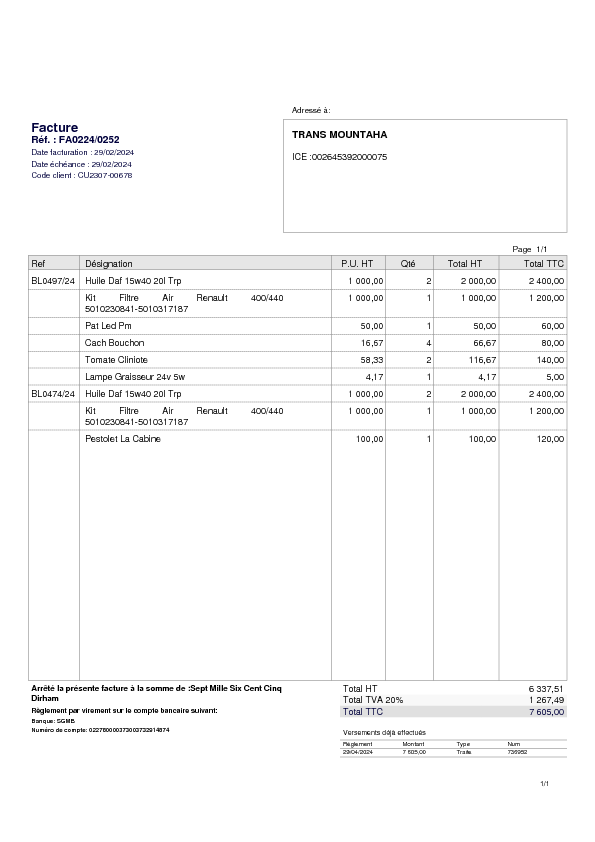 Adressé à:
Facture
Réf. : FA0224/0252
Date facturation : 29/02/2024
Date échéance : 29/02/2024
Code client : CU2307-00678
TRANS MOUNTAHA
ICE :002645392000075
Page 1/1
Ref Désignation P.U. HT Qté Total HT Total TTC
BL0497/24 Huile Daf 15w40 20l Trp 1 000,00 2 2 000,00 2 400,00
Kit Filtre Air Renault 400/440 1 000,00 1 1 000,00 1 200,00
5010230841-5010317187
Pat Led Pm 50,00 1 50,00 60,00
Cach Bouchon 16,67 4 66,67 80,00
Tomate Cliniote 58,33 2 116,67 140,00
Lampe Graisseur 24v 5w 4,17 1 4,17 5,00
BL0474/24 Huile Daf 15w40 20l Trp 1 000,00 2 2 000,00 2 400,00
Kit Filtre Air Renault 400/440 1 000,00 1 1 000,00 1 200,00
5010230841-5010317187
Pestolet La Cabine 100,00 1 100,00 120,00
Arrêté la présente facture à la somme de :Sept Mille Six Cent Cinq
Dirham
Règlement par virement sur le compte bancaire suivant:
Banque: SGMB
Total HT 6 337,51
Total TVA 20% 1 267,49
Total TTC 7 605,00
Versements déjà effectués
Règlement Montant Type Num
29/04/2024 7 605,00 Traite 736982
1/1